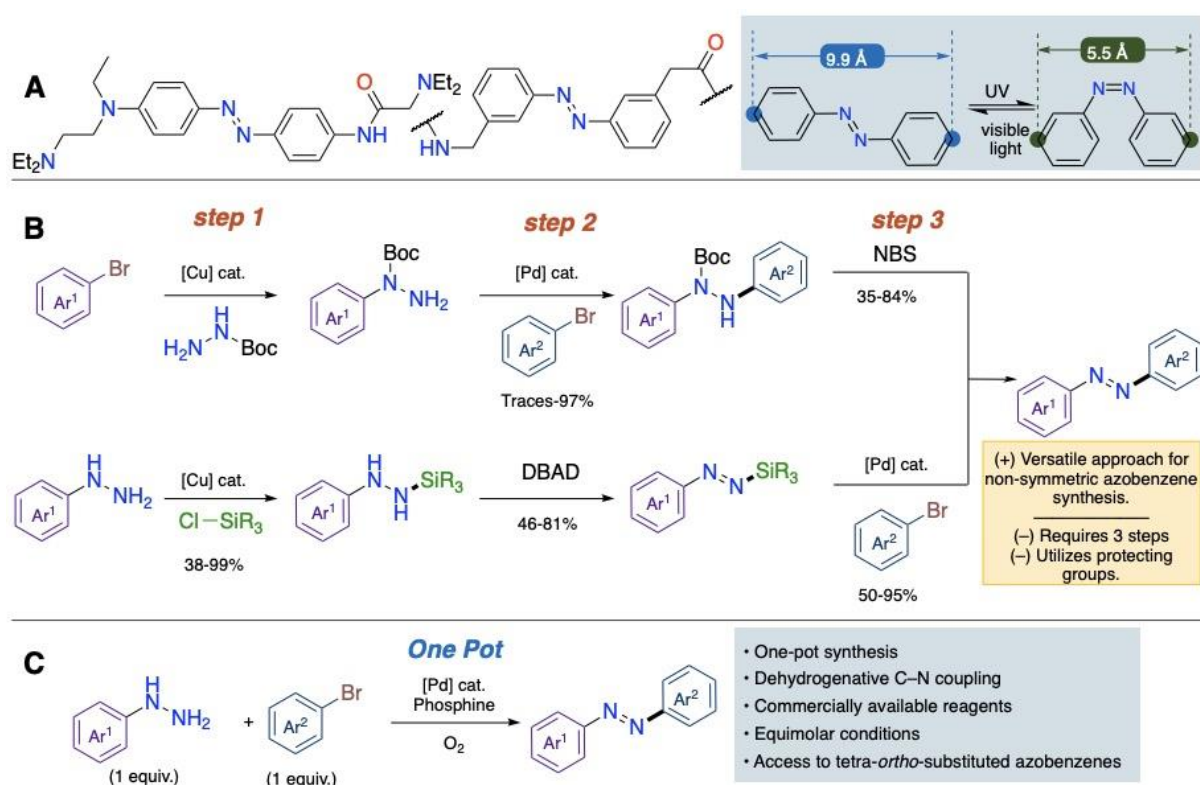 A
N
Et₂N
N
N
O
NH
NEt₂
HN
N
N
O
9.9 Å
N
N
UV
visible
light
5.5 Å
N=N
B
step 1
step 2
step 3
Br
Ar¹
[Cu] cat.
H
H₂N N Boc
Boc
N
NH₂
Ar¹
[Pd] cat.
Br
Ar²
Traces-97%
Boc
N
N
H
Ar¹
Ar²
NBS
35-84%
Ar²
N
N
Ar¹
H
N
NH₂
Ar¹
[Cu] cat.
Cl—SiR₃
38-99%
H
N
N
H
SiR₃
Ar¹
DBAD
46-81%
N
N
SiR₃
Ar¹
[Pd] cat.
Br
Ar²
50-95%
(+) Versatile approach for
non-symmetric azobenzene
synthesis.
(–) Requires 3 steps
(–) Utilizes protecting
groups.
C
One Pot
H
N
NH₂
Ar¹
(1 equiv.)
+
Br
Ar²
(1 equiv.)
[Pd] cat.
Phosphine
O₂
N
N
Ar²
Ar¹
• One-pot synthesis
• Dehydrogenative C–N coupling
• Commercially available reagents
• Equimolar conditions
• Access to tetra-ortho-substituted azobenzenes